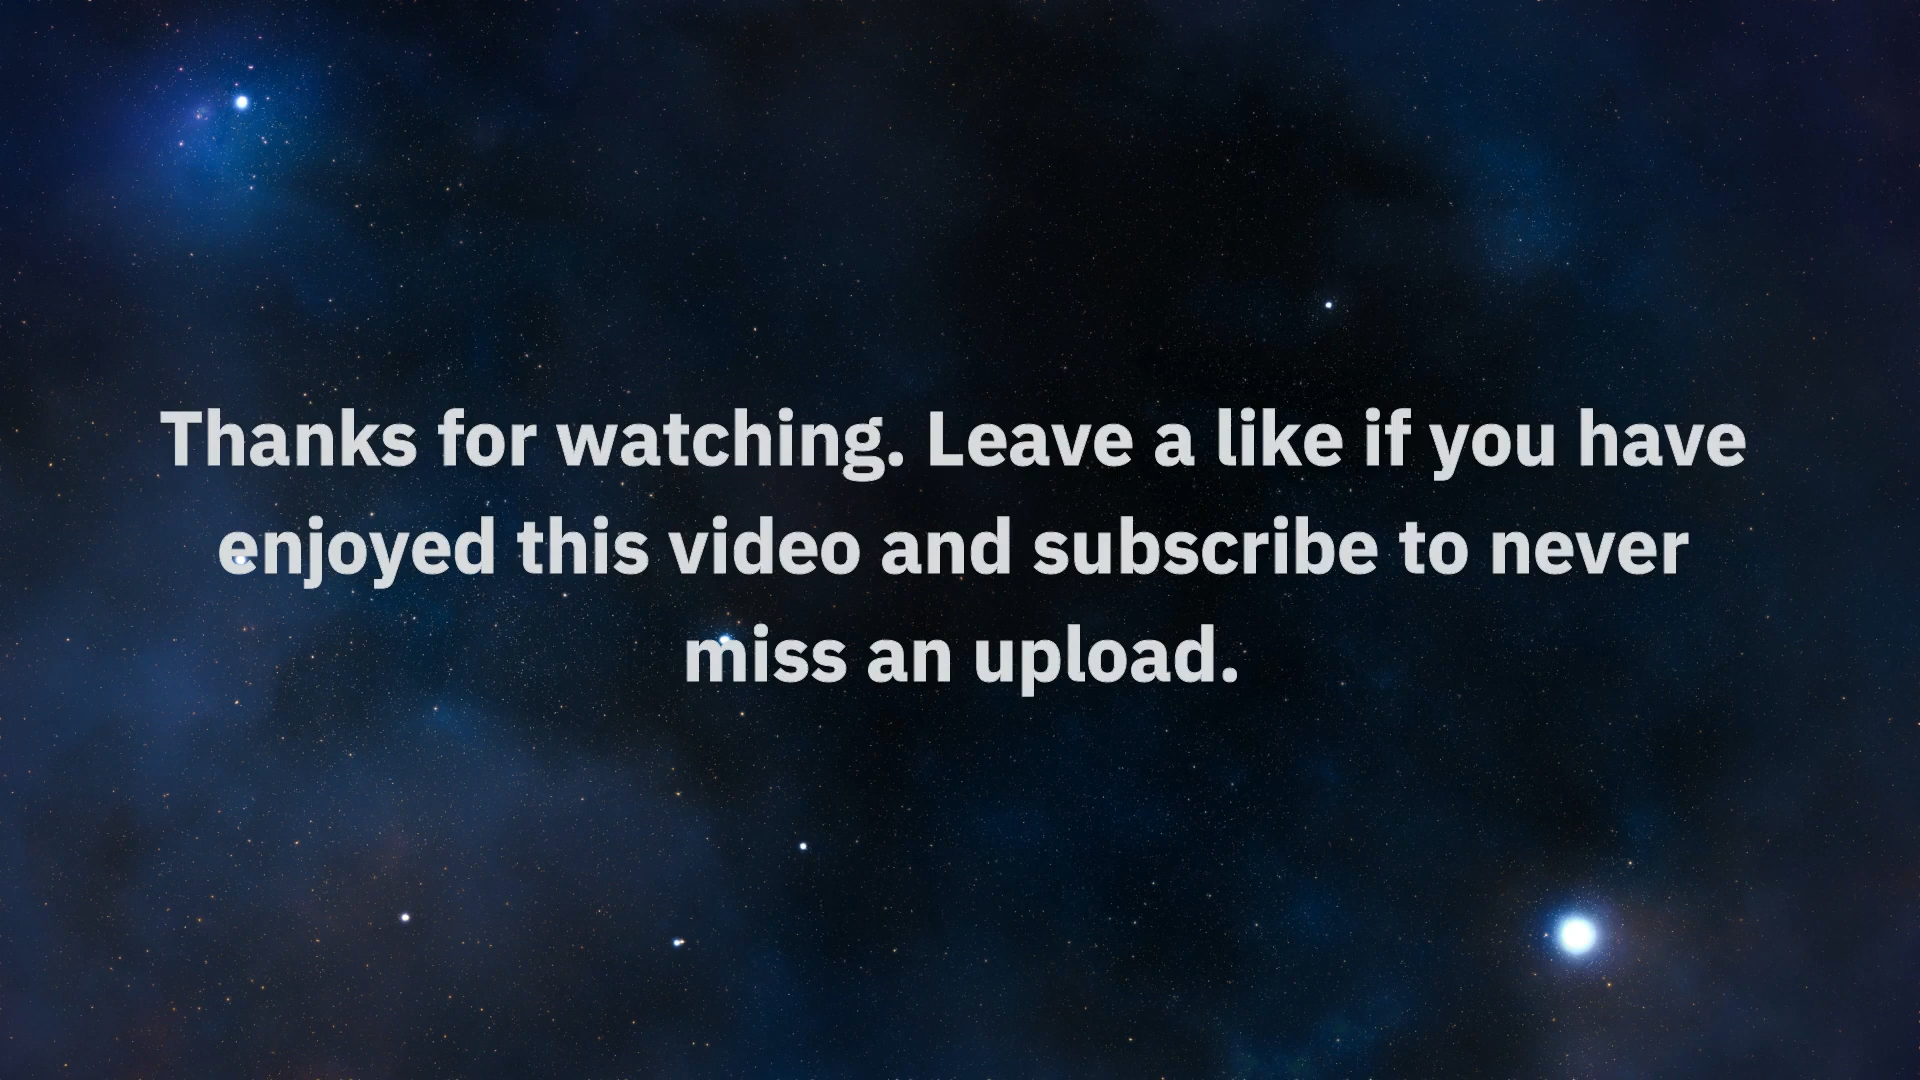 Thanks for watching. Leave a like if you have
enjoyed this video and subscribe to never
miss an upload.